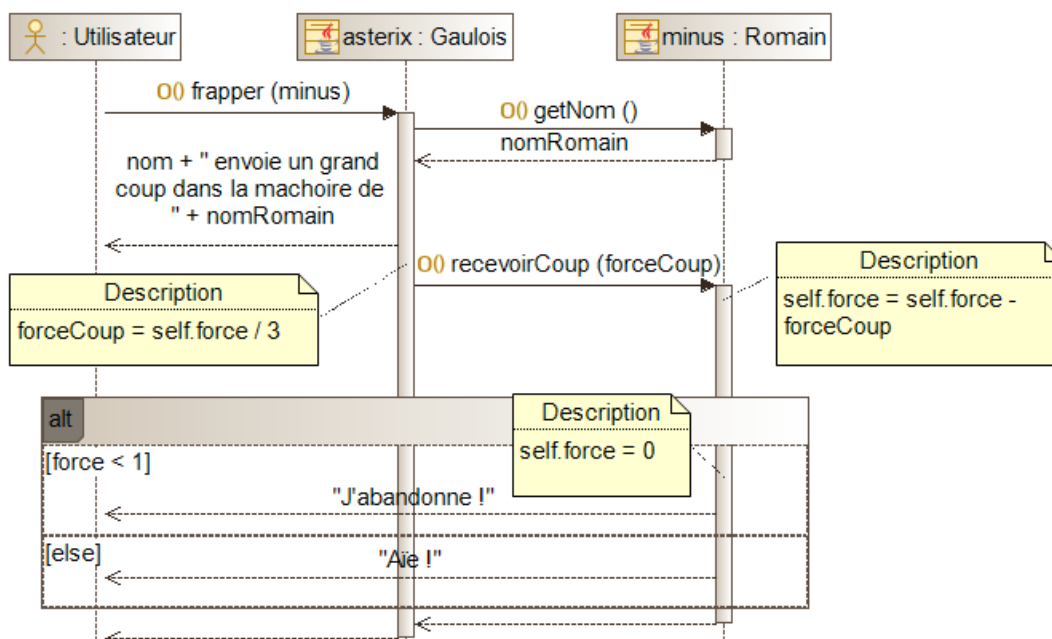 : Utilisateur
asterix : Gaulois
minus : Romain
O() frapper (minus)
O() getNom ()
nomRomain
nom + " envoie un grand
coup dans la machoire de
" + nomRomain
O() recevoirCoup (forceCoup)
Description
self.force = self.force -
forceCoup
Description
forceCoup = self.force / 3
alt
Description
self.force = 0
[force < 1]
"J'abandonne !"
[else]
"Aïe !"